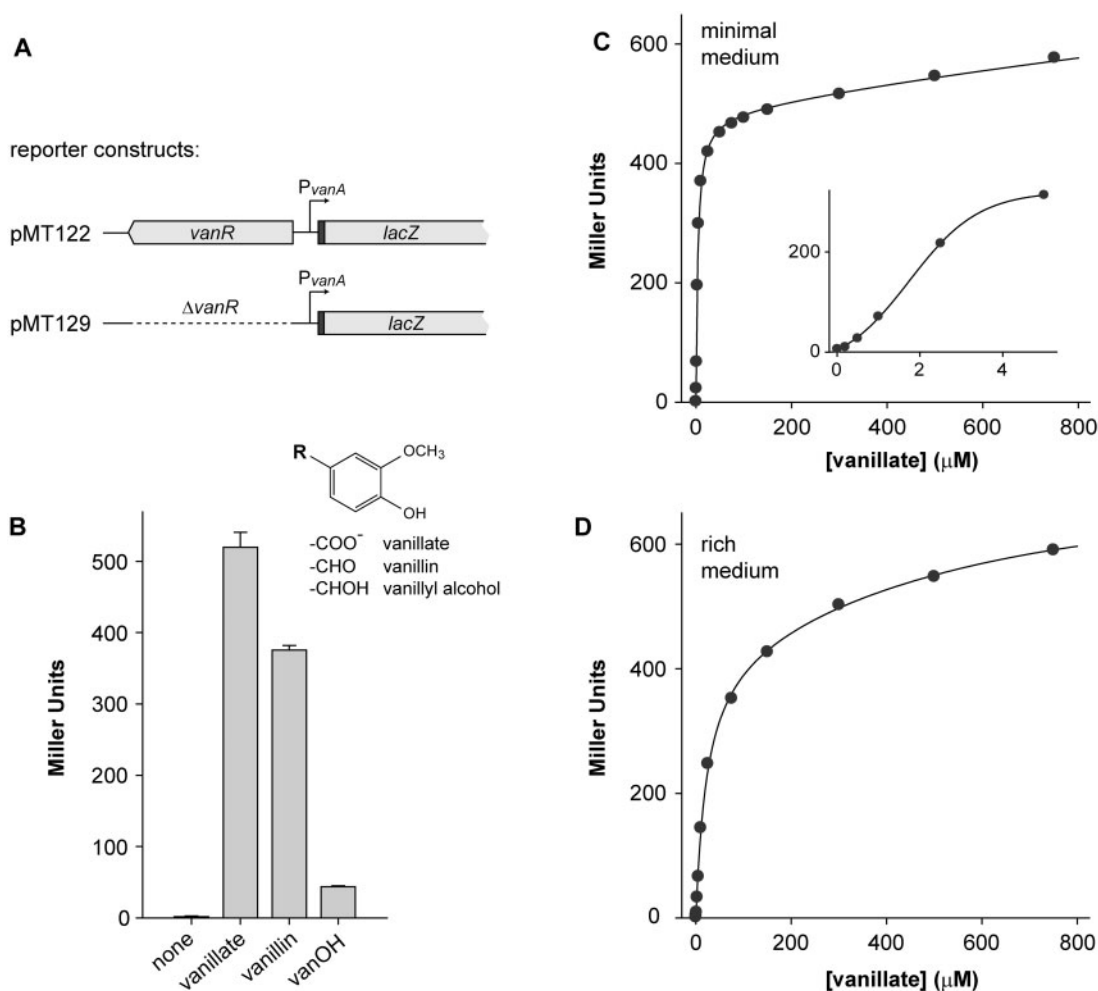 A
reporter constructs:
PvanA
pMT122
vanR
lacZ
ΔvanR
PvanA
pMT129
lacZ
B
R
OCH3
OH
-COO⁻ vanillate
-CHO vanillin
-CHOH vanillyl alcohol
Miller Units
500
400
300
200
100
0
none
vanillate
vanillin
vanOH
C
minimal
medium
Miller Units
600
400
200
0
200
0
0 2 4
0 200 400 600 800
[vanillate] (μM)
D
rich
medium
Miller Units
600
400
200
0
0 200 400 600 800
[vanillate] (μM)